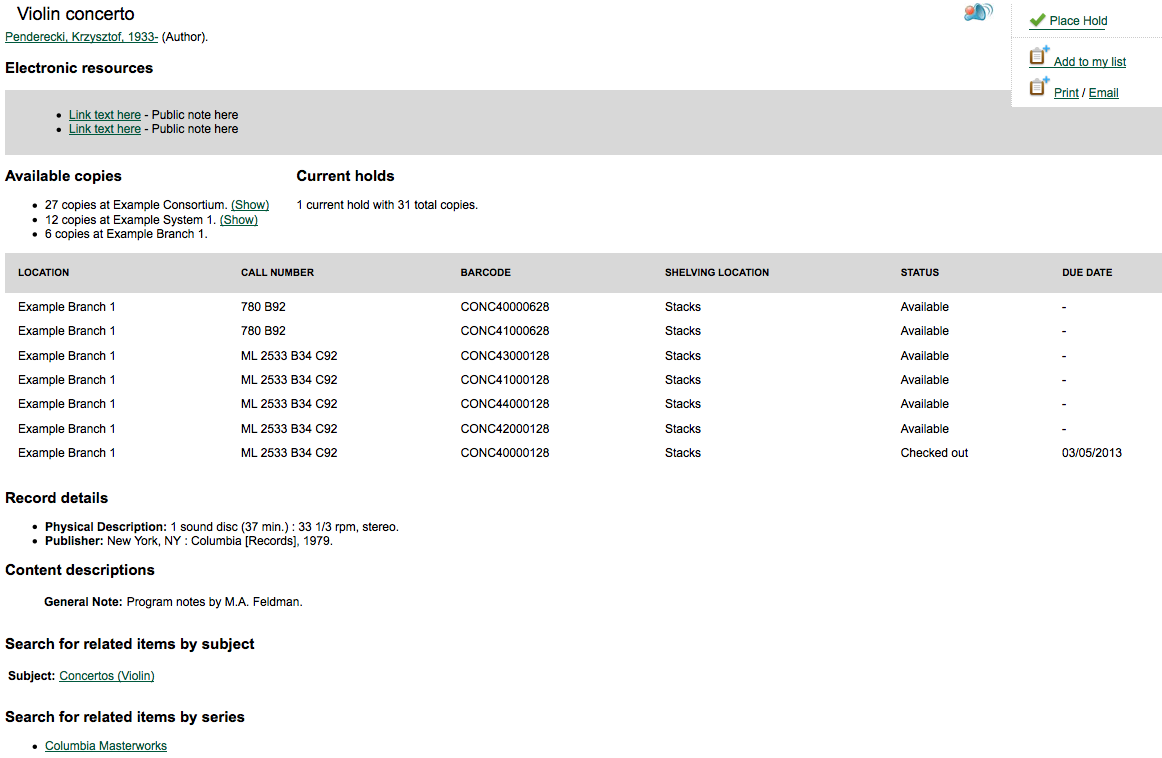 Violin concerto
Place Hold
Penderecki, Krzysztof, 1933- (Author).
Add to my list
Electronic resources
Print / Email
• Link text here - Public note here
• Link text here - Public note here
Available copies
• 27 copies at Example Consortium. (Show)
• 12 copies at Example System 1. (Show)
• 6 copies at Example Branch 1.
Current holds
1 current hold with 31 total copies.
LOCATION CALL NUMBER BARCODE SHELVING LOCATION STATUS DUE DATE
Example Branch 1 780 B92 CONC40000628 Stacks Available -
Example Branch 1 780 B92 CONC41000628 Stacks Available -
Example Branch 1 ML 2533 B34 C92 CONC43000128 Stacks Available -
Example Branch 1 ML 2533 B34 C92 CONC41000128 Stacks Available -
Example Branch 1 ML 2533 B34 C92 CONC44000128 Stacks Available -
Example Branch 1 ML 2533 B34 C92 CONC42000128 Stacks Available -
Example Branch 1 ML 2533 B34 C92 CONC40000128 Stacks Checked out 03/05/2013
Record details
• Physical Description: 1 sound disc (37 min.) : 33 1/3 rpm, stereo.
• Publisher: New York, NY : Columbia [Records], 1979.
Content descriptions
General Note: Program notes by M.A. Feldman.
Search for related items by subject
Subject: Concertos (Violin)
Search for related items by series
• Columbia Masterworks